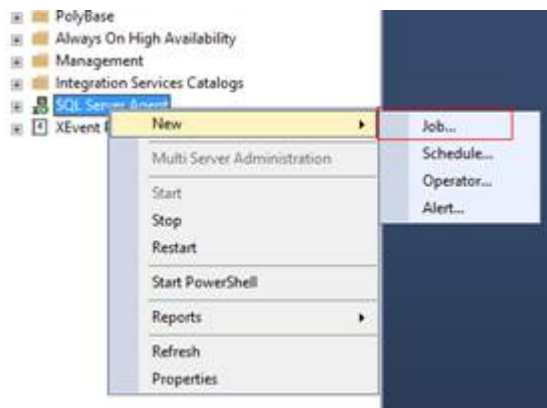 PolyBase
Always On High Availability
Management
Integration Services Catalogs
SQL Server Agent
XEvent
New
Job...
Schedule...
Operator...
Alert...
Multi Server Administration
Start
Stop
Restart
Start PowerShell
Reports
Refresh
Properties